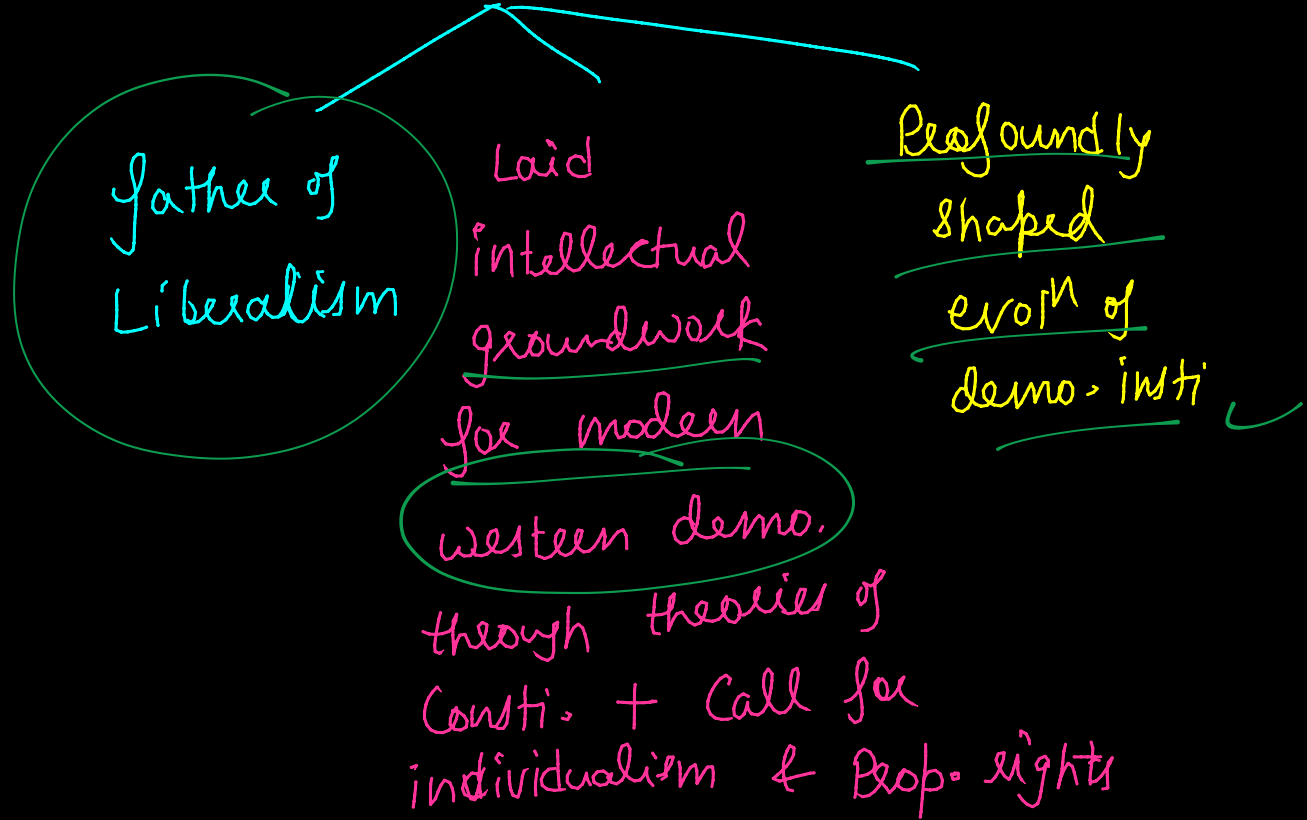 father of
Liberalism
Laid
intellectual
groundwork
for modern
western demo.
through theories of
Consti. + Call for
individualism & Prop. rights
Profoundly
shaped
evolⁿ of
demo. insti